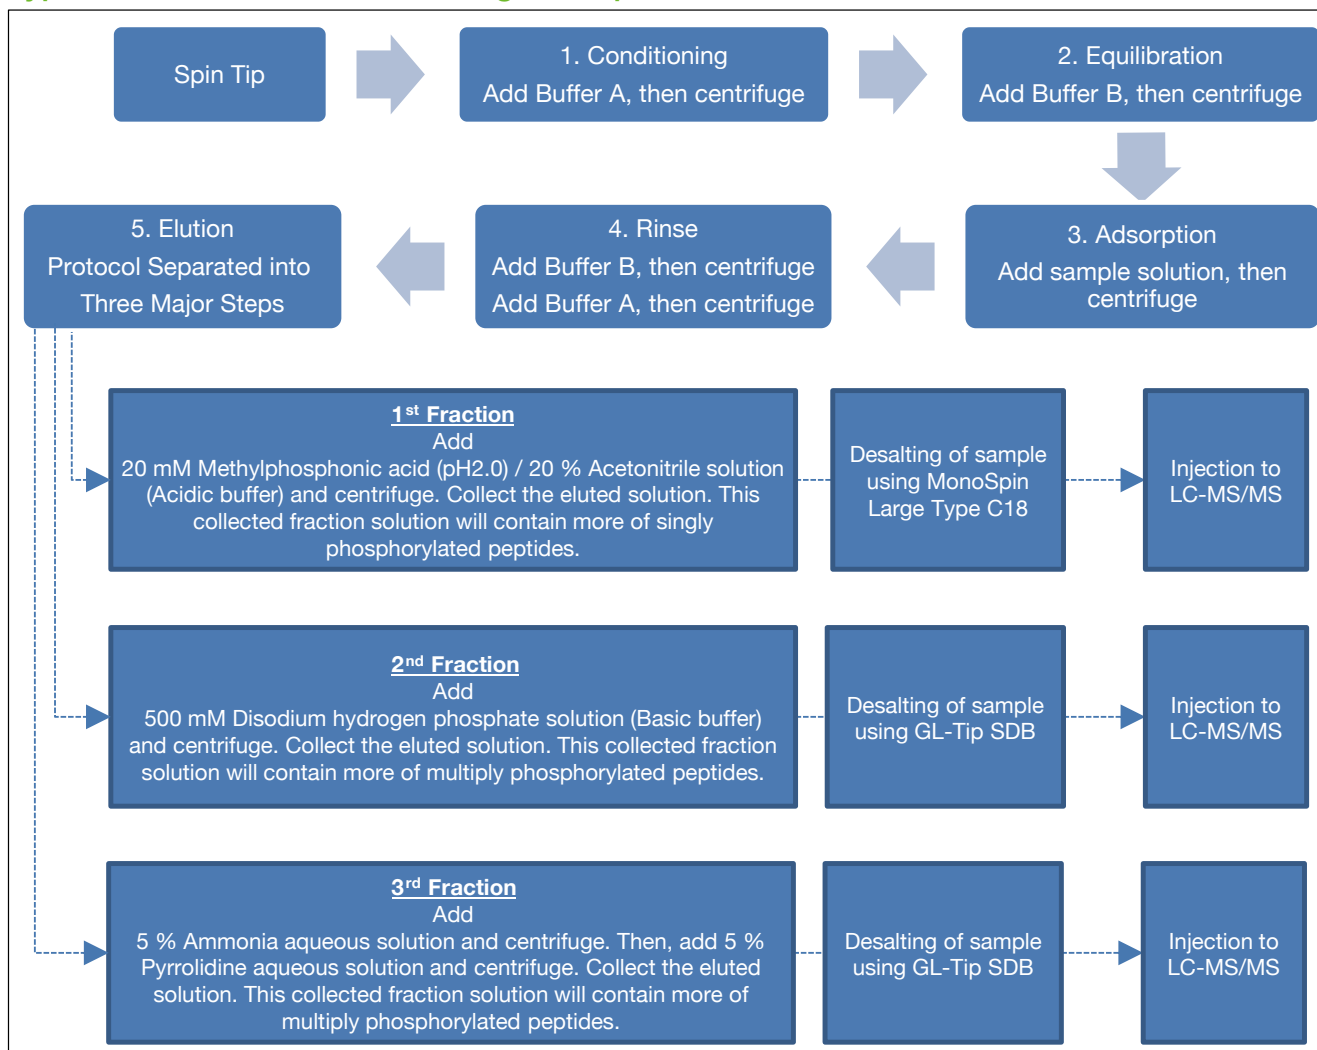 Spin Tip
1. Conditioning
Add Buffer A, then centrifuge
2. Equilibration
Add Buffer B, then centrifuge
3. Adsorption
Add sample solution, then
centrifuge
4. Rinse
Add Buffer B, then centrifuge
Add Buffer A, then centrifuge
5. Elution
Protocol Separated into
Three Major Steps
1st Fraction
Add
20 mM Methylphosphonic acid (pH2.0) / 20 % Acetonitrile solution
(Acidic buffer) and centrifuge. Collect the eluted solution. This
collected fraction solution will contain more of singly
phosphorylated peptides.
Desalting of sample
using MonoSpin
Large Type C18
Injection to
LC-MS/MS
2nd Fraction
Add
500 mM Disodium hydrogen phosphate solution (Basic buffer)
and centrifuge. Collect the eluted solution. This collected fraction
solution will contain more of multiply phosphorylated peptides.
Desalting of sample
using GL-Tip SDB
Injection to
LC-MS/MS
3rd Fraction
Add
5 % Ammonia aqueous solution and centrifuge. Then, add 5 %
Pyrrolidine aqueous solution and centrifuge. Collect the eluted
solution. This collected fraction solution will contain more of
multiply phosphorylated peptides.
Desalting of sample
using GL-Tip SDB
Injection to
LC-MS/MS